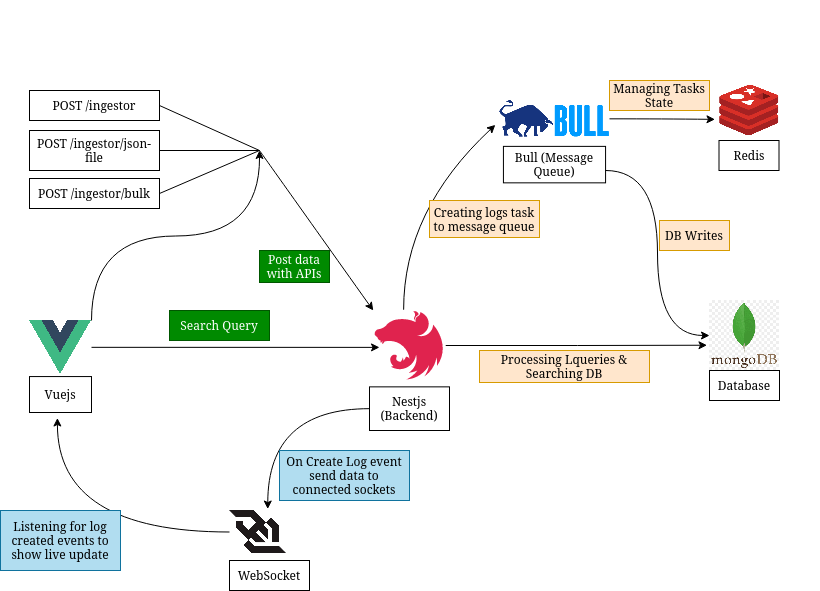 POST /ingestor
POST /ingestor/json-
file
POST /ingestor/bulk
BULL
Managing Tasks
State
Bull (Message
Queue)
Redis
Creating logs task
to message queue
DB Writes
Post data
with APIs
Search Query
mongoDB
Processing Lqueries &
Searching DB
Database
Vuejs
Nestjs
(Backend)
On Create Log event
send data to
connected sockets
Listening for log
created events to
show live update
WebSocket